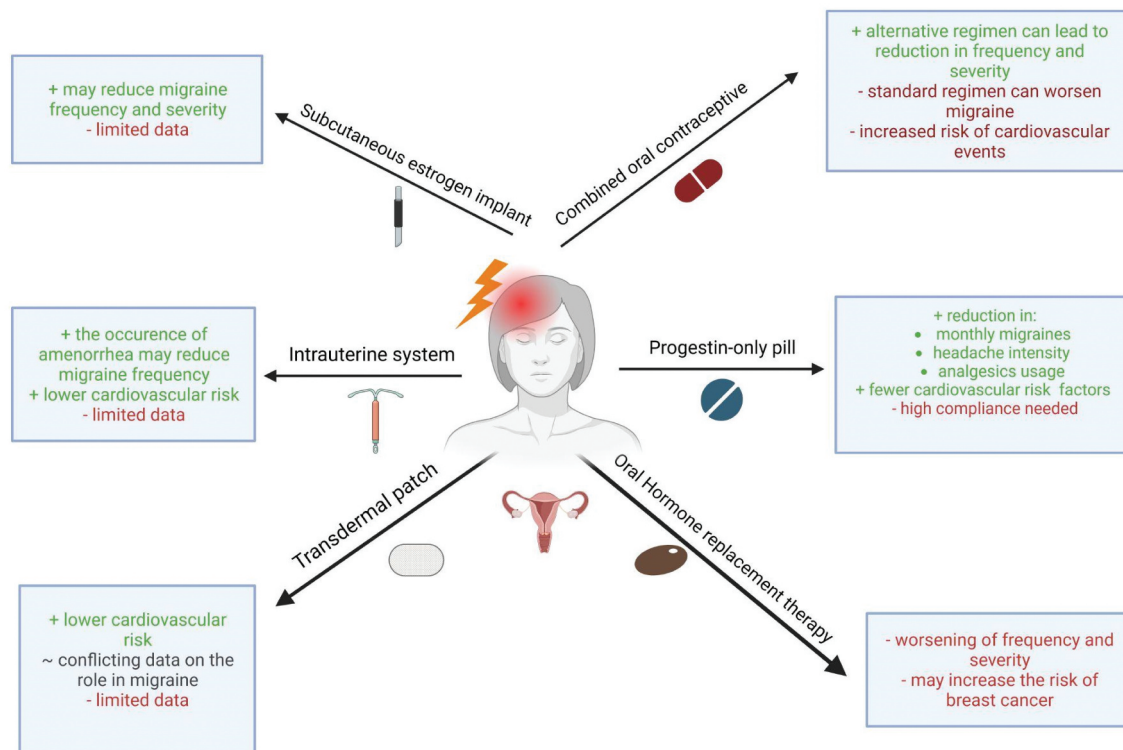 + may reduce migraine
frequency and severity
- limited data
Subcutaneous estrogen implant
Combined oral contraceptive
+ alternative regimen can lead to
reduction in frequency and
severity
- standard regimen can worsen
migraine
- increased risk of cardiovascular
events
+ the occurence of
amenorrhea may reduce
migraine frequency
+ lower cardiovascular risk
- limited data
Intrauterine system
Progestin-only pill
+ reduction in:
• monthly migraines
• headache intensity
• analgesics usage
+ fewer cardiovascular risk factors
- high compliance needed
Transdermal patch
Oral Hormone replacement therapy
+ lower cardiovascular
risk
~ conflicting data on the
role in migraine
- limited data
- worsening of frequency and
severity
- may increase the risk of
breast cancer